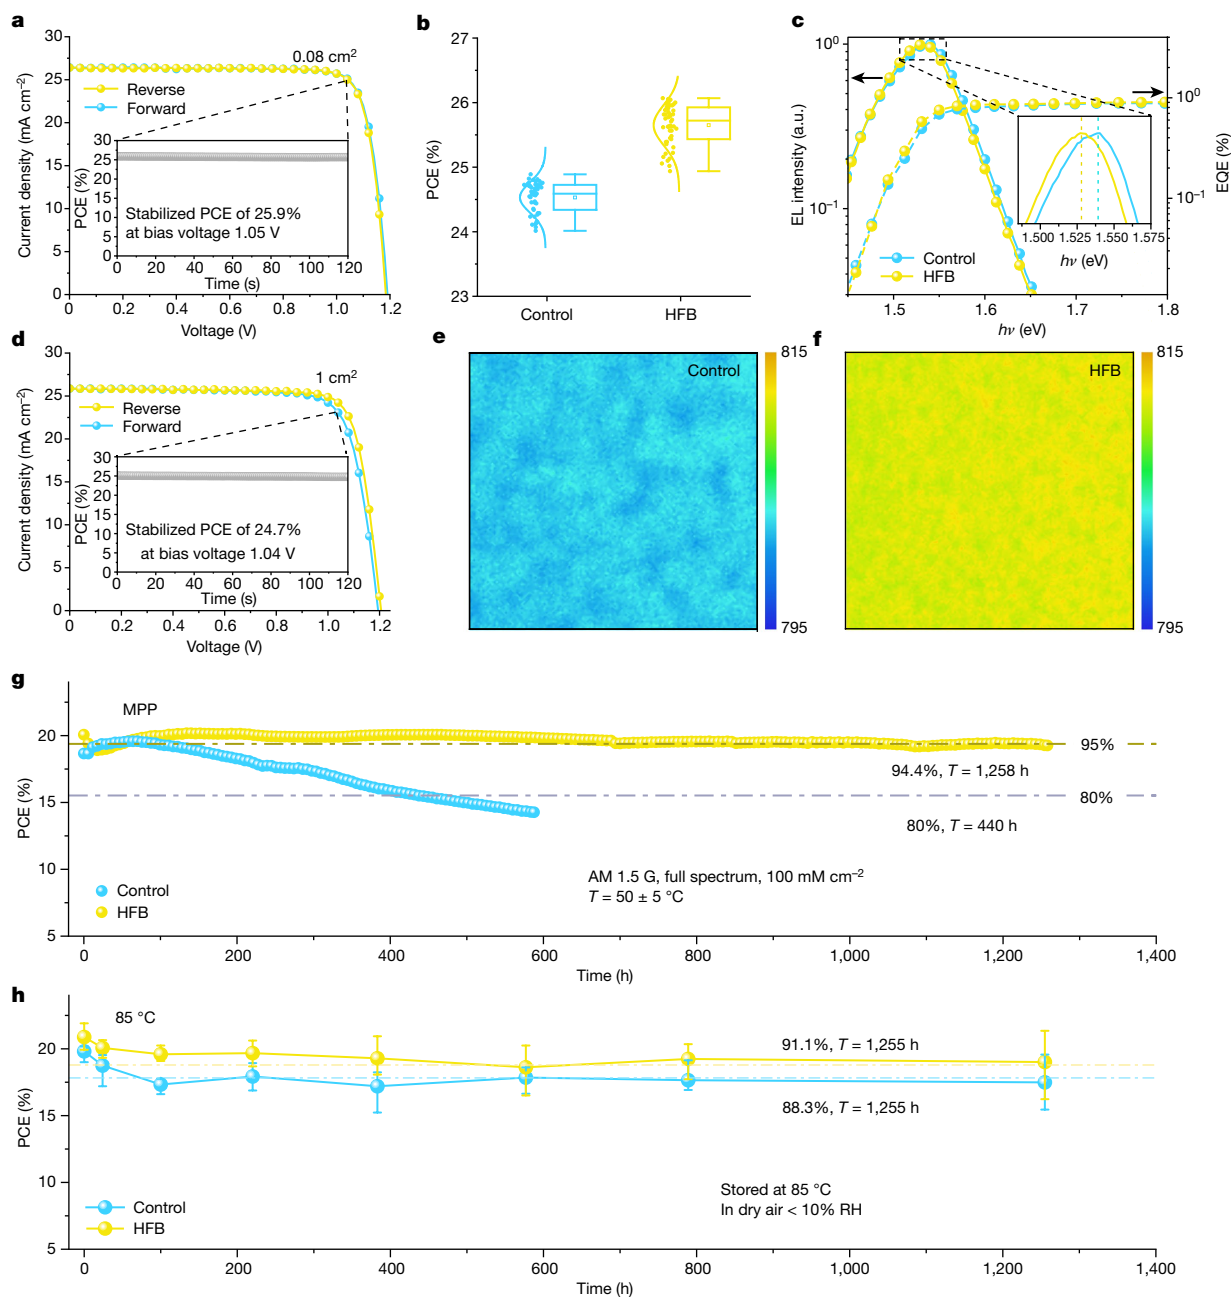 a
30
25
20
15
10
5
0
Current density (mA cm⁻²)
0.08 cm²
Reverse
Forward
30
25
20
15
10
5
0
PCE (%)
Stabilized PCE of 25.9%
at bias voltage 1.05 V
0 20 40 60 80 100 120
Time (s)
0 0.2 0.4 0.6 0.8 1.0 1.2
Voltage (V)
b
27
26
25
24
23
PCE (%)
Control HFB
c
10⁰
10⁻¹
EL intensity (a.u.)
10⁰
10⁻¹
EQE (%)
1.500 1.525 1.550 1.575
hν (eV)
Control
HFB
1.5 1.6 1.7 1.8
hν (eV)
d
30
25
20
15
10
5
0
Current density (mA cm⁻²)
1 cm²
Reverse
Forward
30
25
20
15
10
5
0
PCE (%)
Stabilized PCE of 24.7%
at bias voltage 1.04 V
0 20 40 60 80 100 120
Time (s)
0 0.2 0.4 0.6 0.8 1.0 1.2
Voltage (V)
e
Control
815
795
f
HFB
815
795
g
MPP
20
15
10
5
PCE (%)
95%
94.4%, T = 1,258 h
80%
80%, T = 440 h
AM 1.5 G, full spectrum, 100 mM cm⁻²
T = 50 ± 5 °C
Control
HFB
0 200 400 600 800 1,000 1,200 1,400
Time (h)
h
85 °C
20
15
10
5
PCE (%)
91.1%, T = 1,255 h
88.3%, T = 1,255 h
Stored at 85 °C
In dry air < 10% RH
Control
HFB
0 200 400 600 800 1,000 1,200 1,400
Time (h)